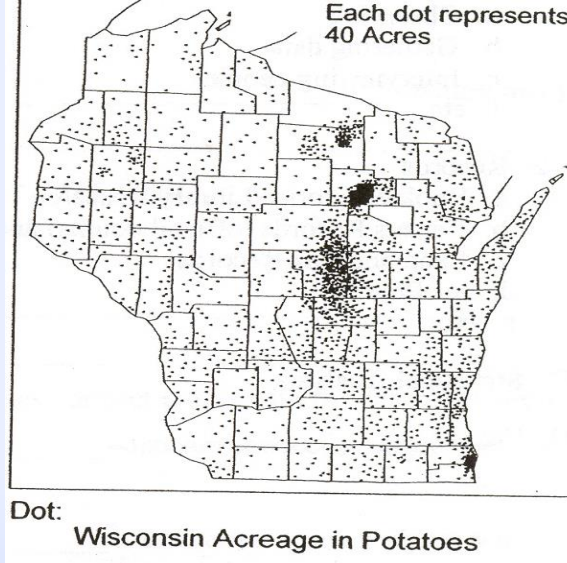 Each dot represents
40 Acres
Dot:
Wisconsin Acreage in Potatoes